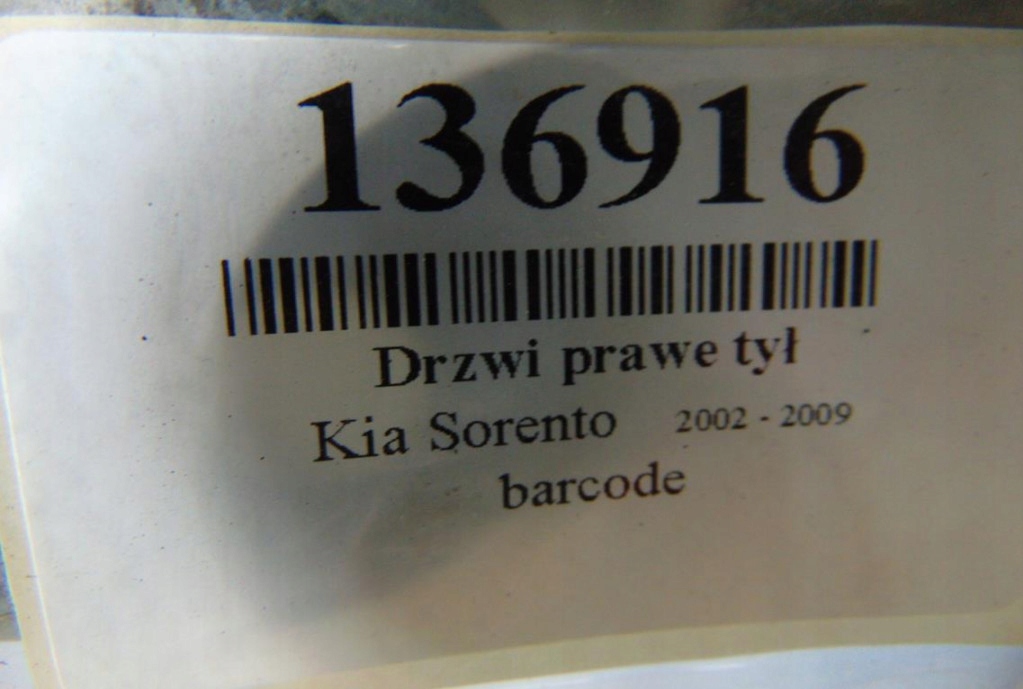 136916
Drzwi prawe tył
Kia Sorento 2002 - 2009
barcode